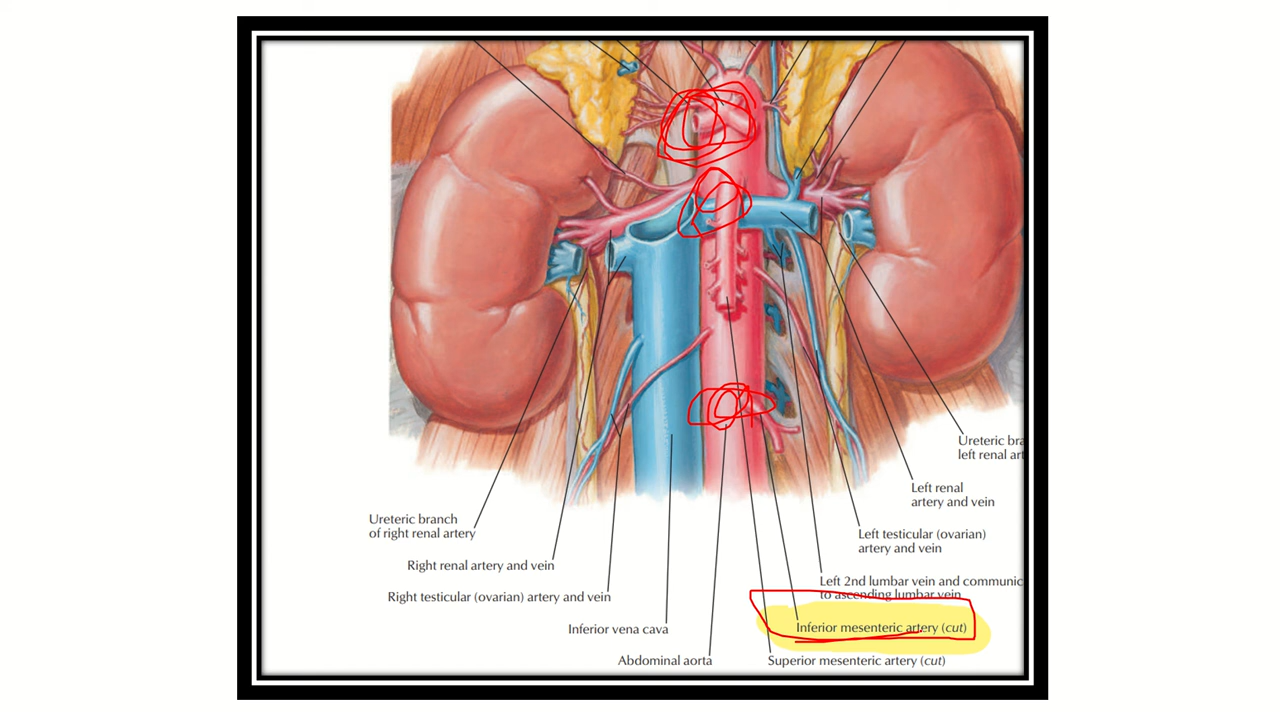 Ureteric bra
left renal art
Left renal
artery and vein
Ureteric branch
of right renal artery
Left testicular (ovarian)
artery and vein
Right renal artery and vein
Left 2nd lumbar vein and communic
to ascending lumbar vein
Right testicular (ovarian) artery and vein
Inferior vena cava
Inferior mesenteric artery (cut)
Abdominal aorta
Superior mesenteric artery (cut)